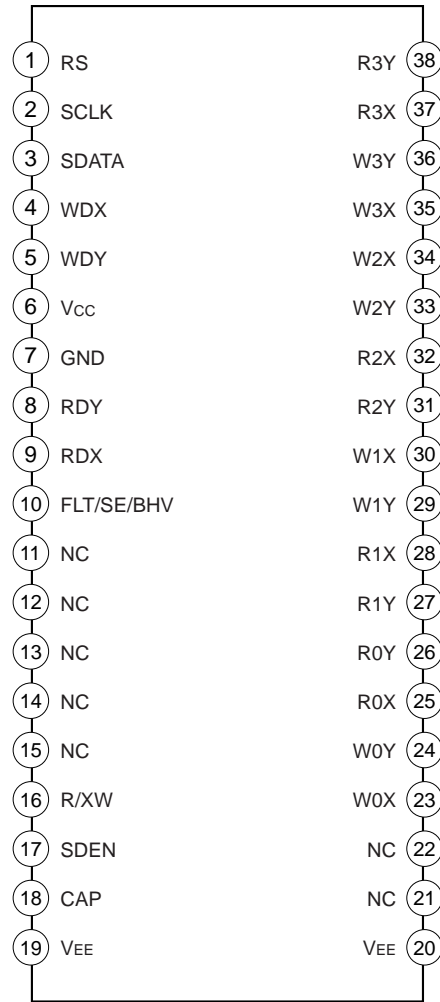 1 RS R3Y 38
2 SCLK R3X 37
3 SDATA W3Y 36
4 WDX W3X 35
5 WDY W2X 34
6 VCC W2Y 33
7 GND R2X 32
8 RDY R2Y 31
9 RDX W1X 30
10 FLT/SE/BHV W1Y 29
11 NC R1X 28
12 NC R1Y 27
13 NC R0Y 26
14 NC R0X 25
15 NC W0Y 24
16 R/XW W0X 23
17 SDEN NC 22
18 CAP NC 21
19 VEE VEE 20